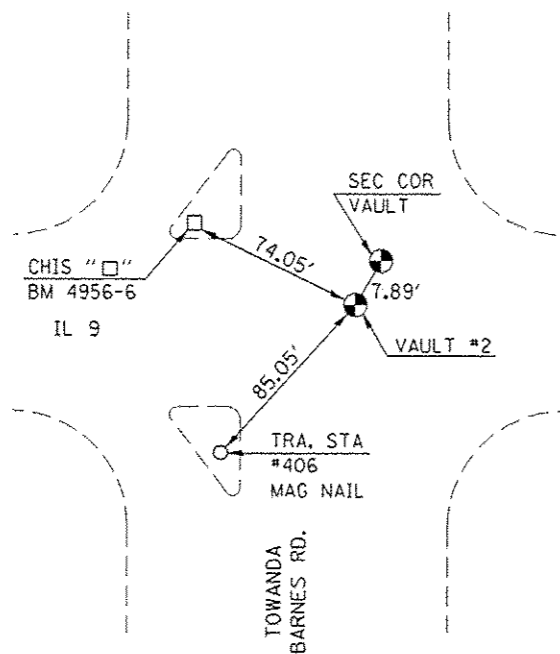 SEC COR
VAULT
74.05'
CHIS "□"
BM 4956-6
7.89'
IL 9
VAULT #2
85.05'
TRA. STA
#406
MAG NAIL
TOWANDA
BARNES RD.